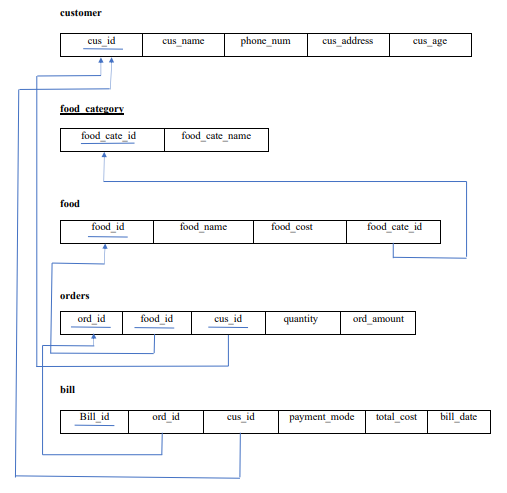 customer
cus_id cus_name phone_num cus_address cus_age
food_category
food_cate_id food_cate_name
food
food_id food_name food_cost food_cate_id
orders
ord_id food_id cus_id quantity ord_amount
bill
Bill_id ord_id cus_id payment_mode total_cost bill_date